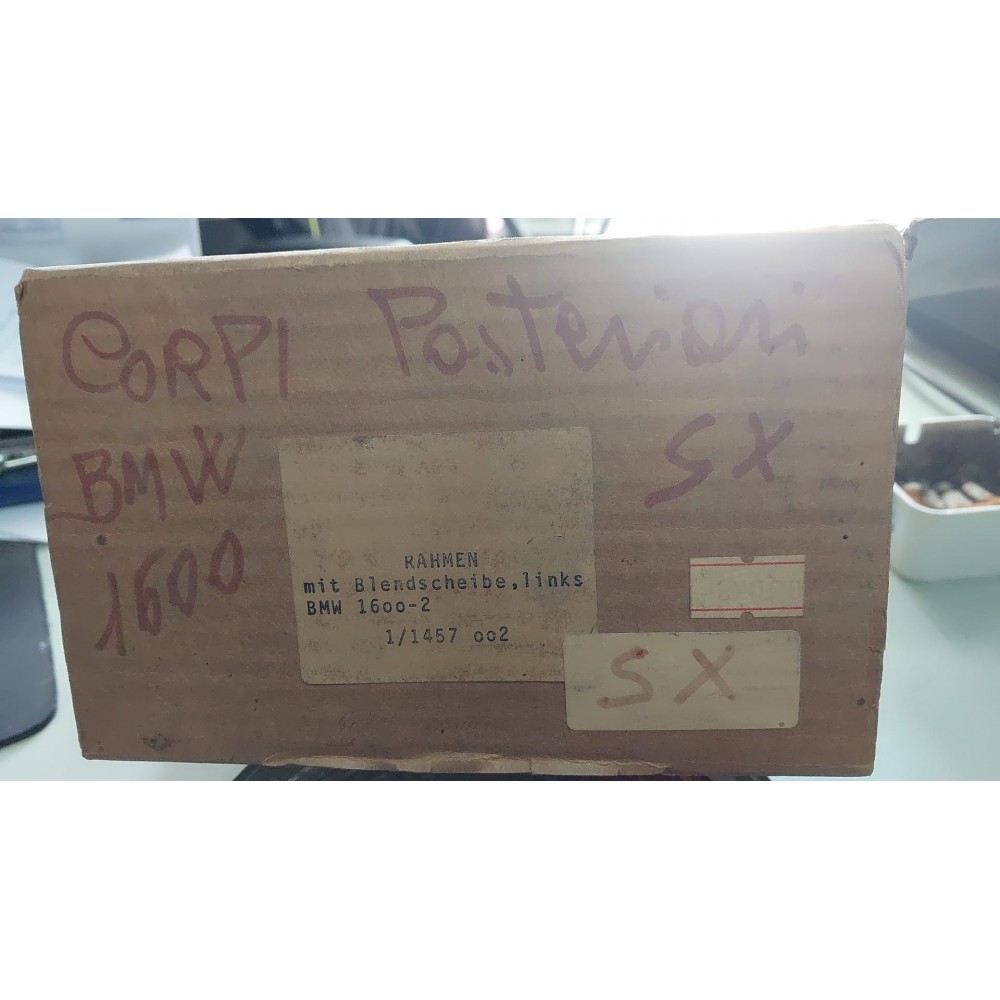 CORPI Posteriori
BMW SX
1600
RAHMEN
mit Blendscheibe,links
BMW 16oo-2
1/1457 oo2
SX